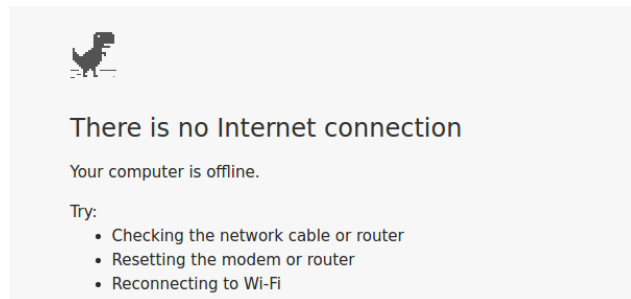 There is no Internet connection
Your computer is offline.
Try:
• Checking the network cable or router
• Resetting the modem or router
• Reconnecting to Wi-Fi